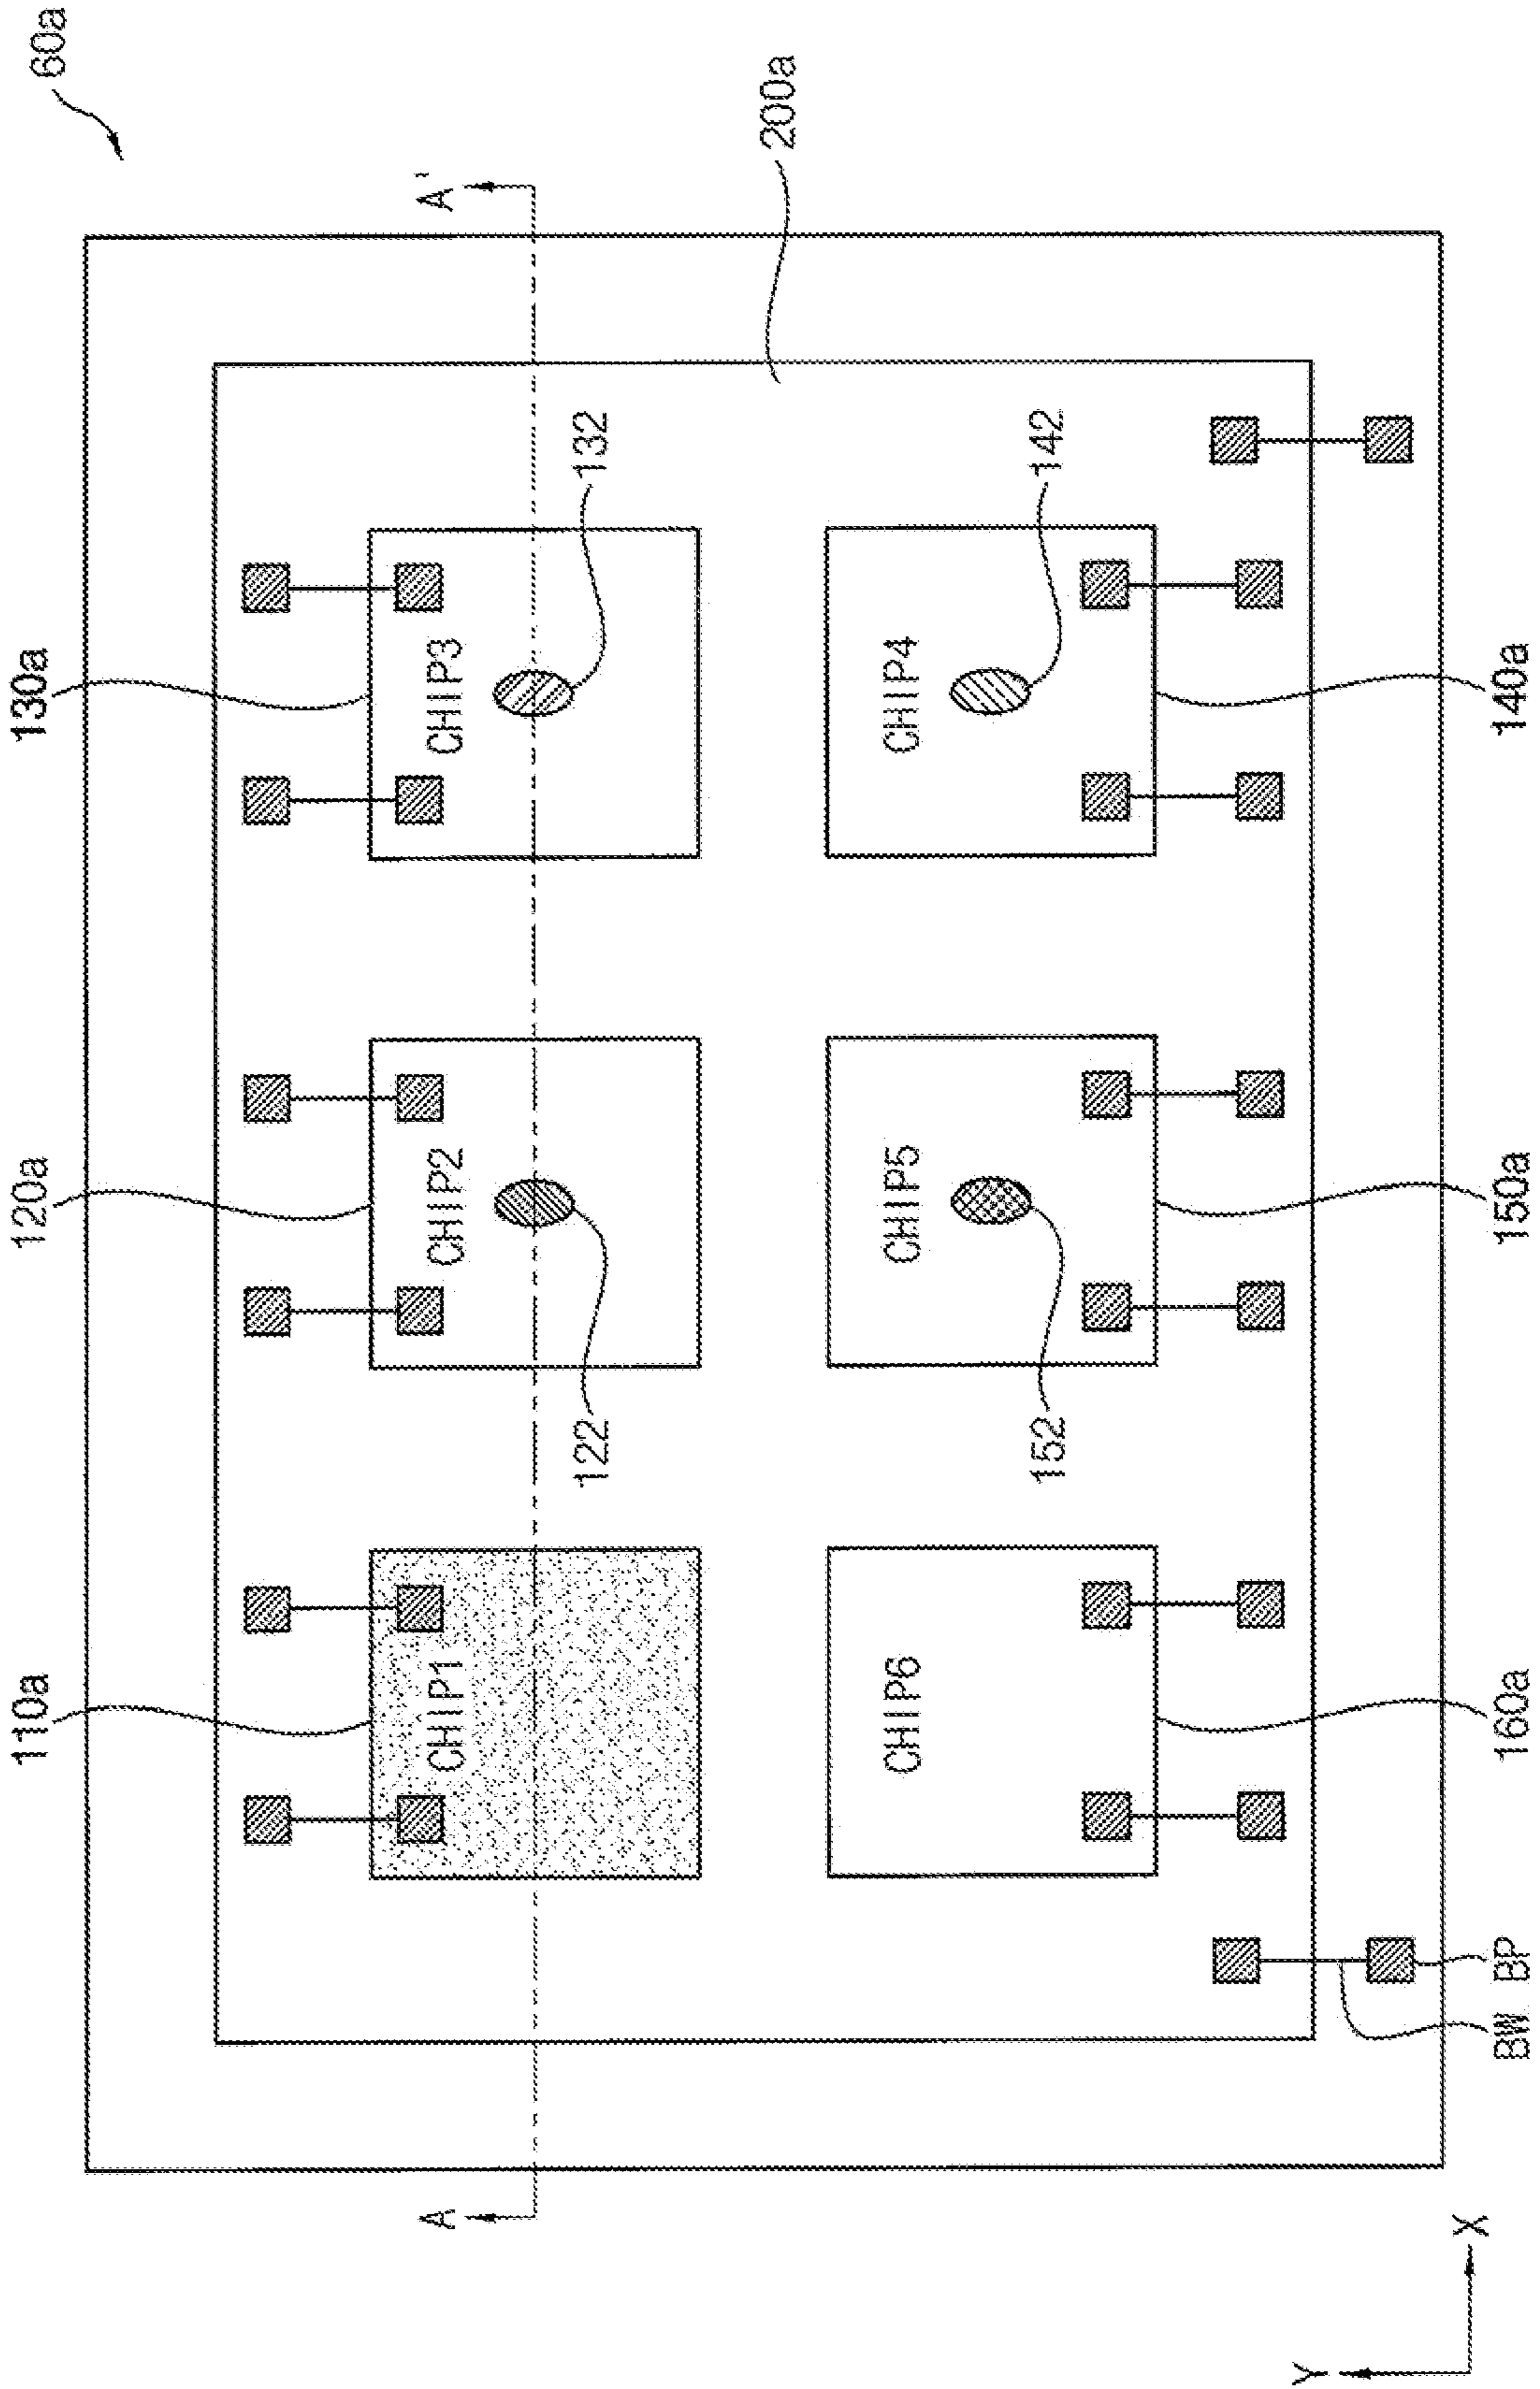 60a
110a 120a 130a
A CHIP1 CHIP2 CHIP3 A'
122 132
200a
CHIP6 CHIP5 CHIP4
152 142
Y
X
BW BP 160a 150a 140a